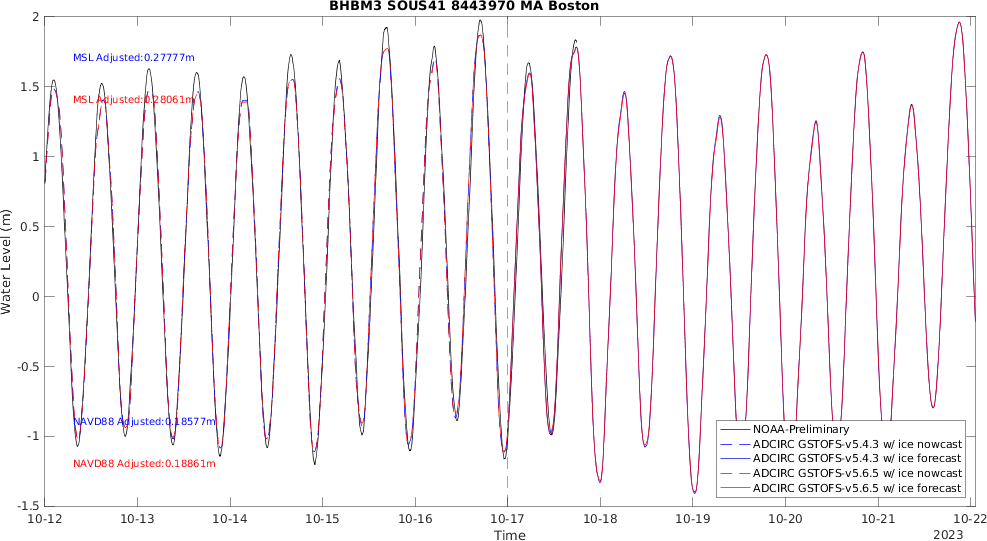 BHBM3 SOUS41 8443970 MA Boston
Water Level (m)
2
1.5
1
0.5
0
-0.5
-1
-1.5
MSL Adjusted:0.27777m
MSL Adjusted:0.28061m
NAVD88 Adjusted:0.18577m
NAVD88 Adjusted:0.18861m
NOAA-Preliminary
ADCIRC GSTOFS-v5.4.3 w/ ice nowcast
ADCIRC GSTOFS-v5.4.3 w/ ice forecast
ADCIRC GSTOFS-v5.6.5 w/ ice nowcast
ADCIRC GSTOFS-v5.6.5 w/ ice forecast
10-12 10-13 10-14 10-15 10-16 10-17 10-18 10-19 10-20 10-21 10-22
Time
2023